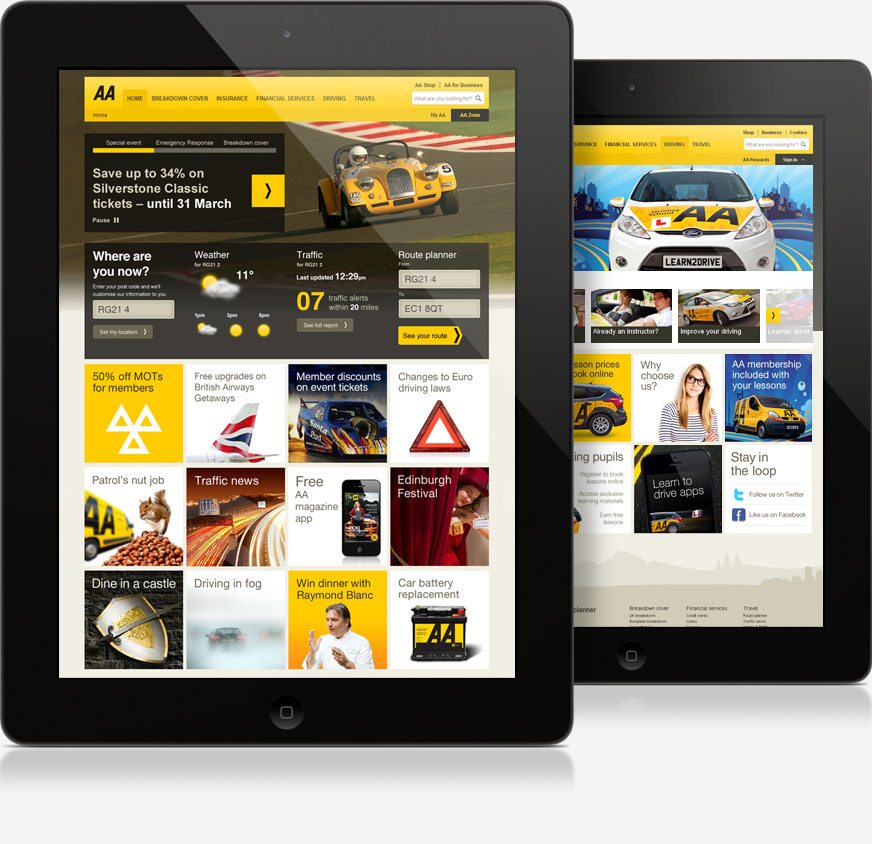 AA
HOME BREAKDOWN COVER INSURANCE FINANCIAL SERVICES DRIVING TRAVEL
AA Shop | AA for Business
What are you looking for?
Home
My AA
AA Zone
Special event Emergency Response Breakdown cover
Save up to 34% on
Silverstone Classic
tickets – until 31 March
Pause
Where are
you now?
Enter your post code and we'll
customise our information to you
RG21 4
Set my location
Weather
for RG21 2
11°
1pm 3pm 5pm
Traffic
for RG21 2
Last updated 12:29pm
07 traffic alerts
within 20 miles
See full report
Route planner
From
RG21 4
To
EC1 8QT
See your route
50% off MOTs
for members
Free upgrades on
British Airways
Getaways
Member discounts
on event tickets
Changes to Euro
driving laws
Patrol's nut job
AA
Traffic news
Free
AA
magazine
app
Edinburgh
Festival
Dine in a castle
Driving in fog
Win dinner with
Raymond Blanc
Car battery
replacement
AA
SURANCE FINANCIAL SERVICES DRIVING TRAVEL
Shop | Business | Cookies
What are you looking for?
AA Rewards
Sign in
AA
L
Ford
LEARN2DRIVE
Already an instructor?
Improve your driving
Learner driver
sson prices
ook online
Why
choose
us?
AA membership
included with
your lessons
ing pupils
Register to book
lessons online
Access exclusive
learning materials
Earn free
lessons
Learn to
drive apps
Stay in
the loop
Follow us on Twitter
Like us on Facebook
planner
Breakdown cover
UK breakdown
European breakdown
Financial services
Credit cards
Loans
Travel
Route planner
Traffic news